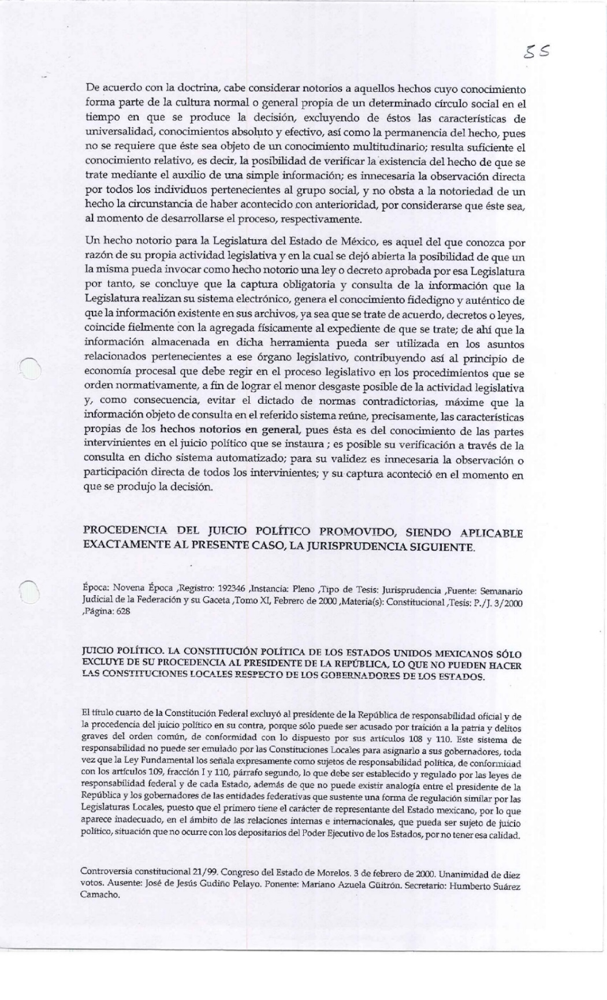 55
De acuerdo con la doctrina, cabe considerar notorios a aquellos hechos cuyo conocimiento
forma parte de la cultura normal o general propia de un determinado círculo social en el
tiempo en que se produce la decisión, excluyendo de éstos las características de
universalidad, conocimientos absoluto y efectivo, así como la permanencia del hecho, pues
no se requiere que éste sea objeto de un conocimiento multitudinario; resulta suficiente el
conocimiento relativo, es decir, la posibilidad de verificar la existencia del hecho de que se
trate mediante el auxilio de una simple información; es innecesaria la observación directa
por todos los individuos pertenecientes al grupo social, y no obsta a la notoriedad de un
hecho la circunstancia de haber acontecido con anterioridad, por considerarse que éste sea,
al momento de desarrollarse el proceso, respectivamente.
Un hecho notorio para la Legislatura del Estado de México, es aquel del que conozca por
razón de su propia actividad legislativa y en la cual se dejó abierta la posibilidad de que un
la misma pueda invocar como hecho notorio una ley o decreto aprobada por esa Legislatura
por tanto, se concluye que la captura obligatoria y consulta de la información que la
Legislatura realizan su sistema electrónico, genera el conocimiento fidedigno y auténtico de
que la información existente en sus archivos, ya sea que se trate de acuerdo, decretos o leyes,
coincide fielmente con la agregada físicamente al expediente de que se trate; de ahí que la
información almacenada en dicha herramienta pueda ser utilizada en los asuntos
relacionados pertenecientes a ese órgano legislativo, contribuyendo así al principio de
economía procesal que debe regir en el proceso legislativo en los procedimientos que se
orden normativamente, a fin de lograr el menor desgaste posible de la actividad legislativa
y, como consecuencia, evitar el dictado de normas contradictorias, máxime que la
información objeto de consulta en el referido sistema reúne, precisamente, las características
propias de los hechos notorios en general, pues ésta es del conocimiento de las partes
intervinientes en el juicio político que se instaura ; es posible su verificación a través de la
consulta en dicho sistema automatizado; para su validez es innecesaria la observación o
participación directa de todos los intervinientes; y su captura aconteció en el momento en
que se produjo la decisión.
PROCEDENCIA DEL JUICIO POLÍTICO PROMOVIDO, SIENDO APLICABLE
EXACTAMENTE AL PRESENTE CASO, LA JURISPRUDENCIA SIGUIENTE.
Época: Novena Época ,Registro: 192346 ,Instancia: Pleno ,Tipo de Tesis: Jurisprudencia ,Fuente: Semanario
Judicial de la Federación y su Gaceta ,Tomo XI, Febrero de 2000 ,Materia(s): Constitucional ,Tesis: P./J. 3/2000
,Página: 628
JUICIO POLÍTICO. LA CONSTITUCIÓN POLÍTICA DE LOS ESTADOS UNIDOS MEXICANOS SÓLO
EXCLUYE DE SU PROCEDENCIA AL PRESIDENTE DE LA REPÚBLICA, LO QUE NO PUEDEN HACER
LAS CONSTITUCIONES LOCALES RESPECTO DE LOS GOBERNADORES DE LOS ESTADOS.
El título cuarto de la Constitución Federal excluyó al presidente de la República de responsabilidad oficial y de
la procedencia del juicio político en su contra, porque sólo puede ser acusado por traición a la patria y delitos
graves del orden común, de conformidad con lo dispuesto por sus artículos 108 y 110. Este sistema de
responsabilidad no puede ser emulado por las Constituciones Locales para asignarlo a sus gobernadores, toda
vez que la Ley Fundamental los señala expresamente como sujetos de responsabilidad política, de conformidad
con los artículos 109, fracción I y 110, párrafo segundo, lo que debe ser establecido y regulado por las leyes de
responsabilidad federal y de cada Estado, además de que no puede existir analogía entre el presidente de la
República y los gobernadores de las entidades federativas que sustente una forma de regulación similar por las
Legislaturas Locales, puesto que el primero tiene el carácter de representante del Estado mexicano, por lo que
aparece inadecuado, en el ámbito de las relaciones internas e internacionales, que pueda ser sujeto de juicio
político, situación que no ocurre con los depositarios del Poder Ejecutivo de los Estados, por no tener esa calidad.
Controversia constitucional 21/99. Congreso del Estado de Morelos. 3 de febrero de 2000. Unanimidad de diez
votos. Ausente: José de Jesús Gudiño Pelayo. Ponente: Mariano Azuela Güitrón. Secretario: Humberto Suárez
Camacho.